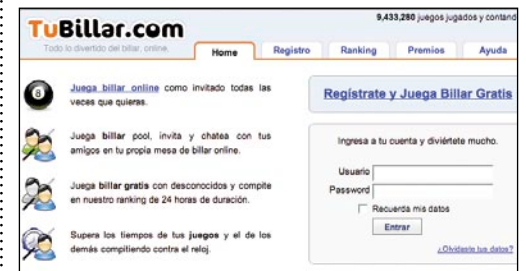 TuBillar.com
Todo lo divertido del billar, online.
9,433,280 juegos jugados y contand
Home Registro Ranking Premios Ayuda
8
Juega billar online como invitado todas las
veces que quieras.
Juega billar pool, invita y chatea con tus
amigos en tu propia mesa de billar online.
Juega billar gratis con desconocidos y compite
en nuestro ranking de 24 horas de duración.
Supera los tiempos de tus juegos y el de los
demás compitiendo contra el reloj.
Regístrate y Juega Billar Gratis
Ingresa a tu cuenta y diviértete mucho.
Usuario
Password
Recuerda mis datos
Entrar
¿Olvidaste tus datos?